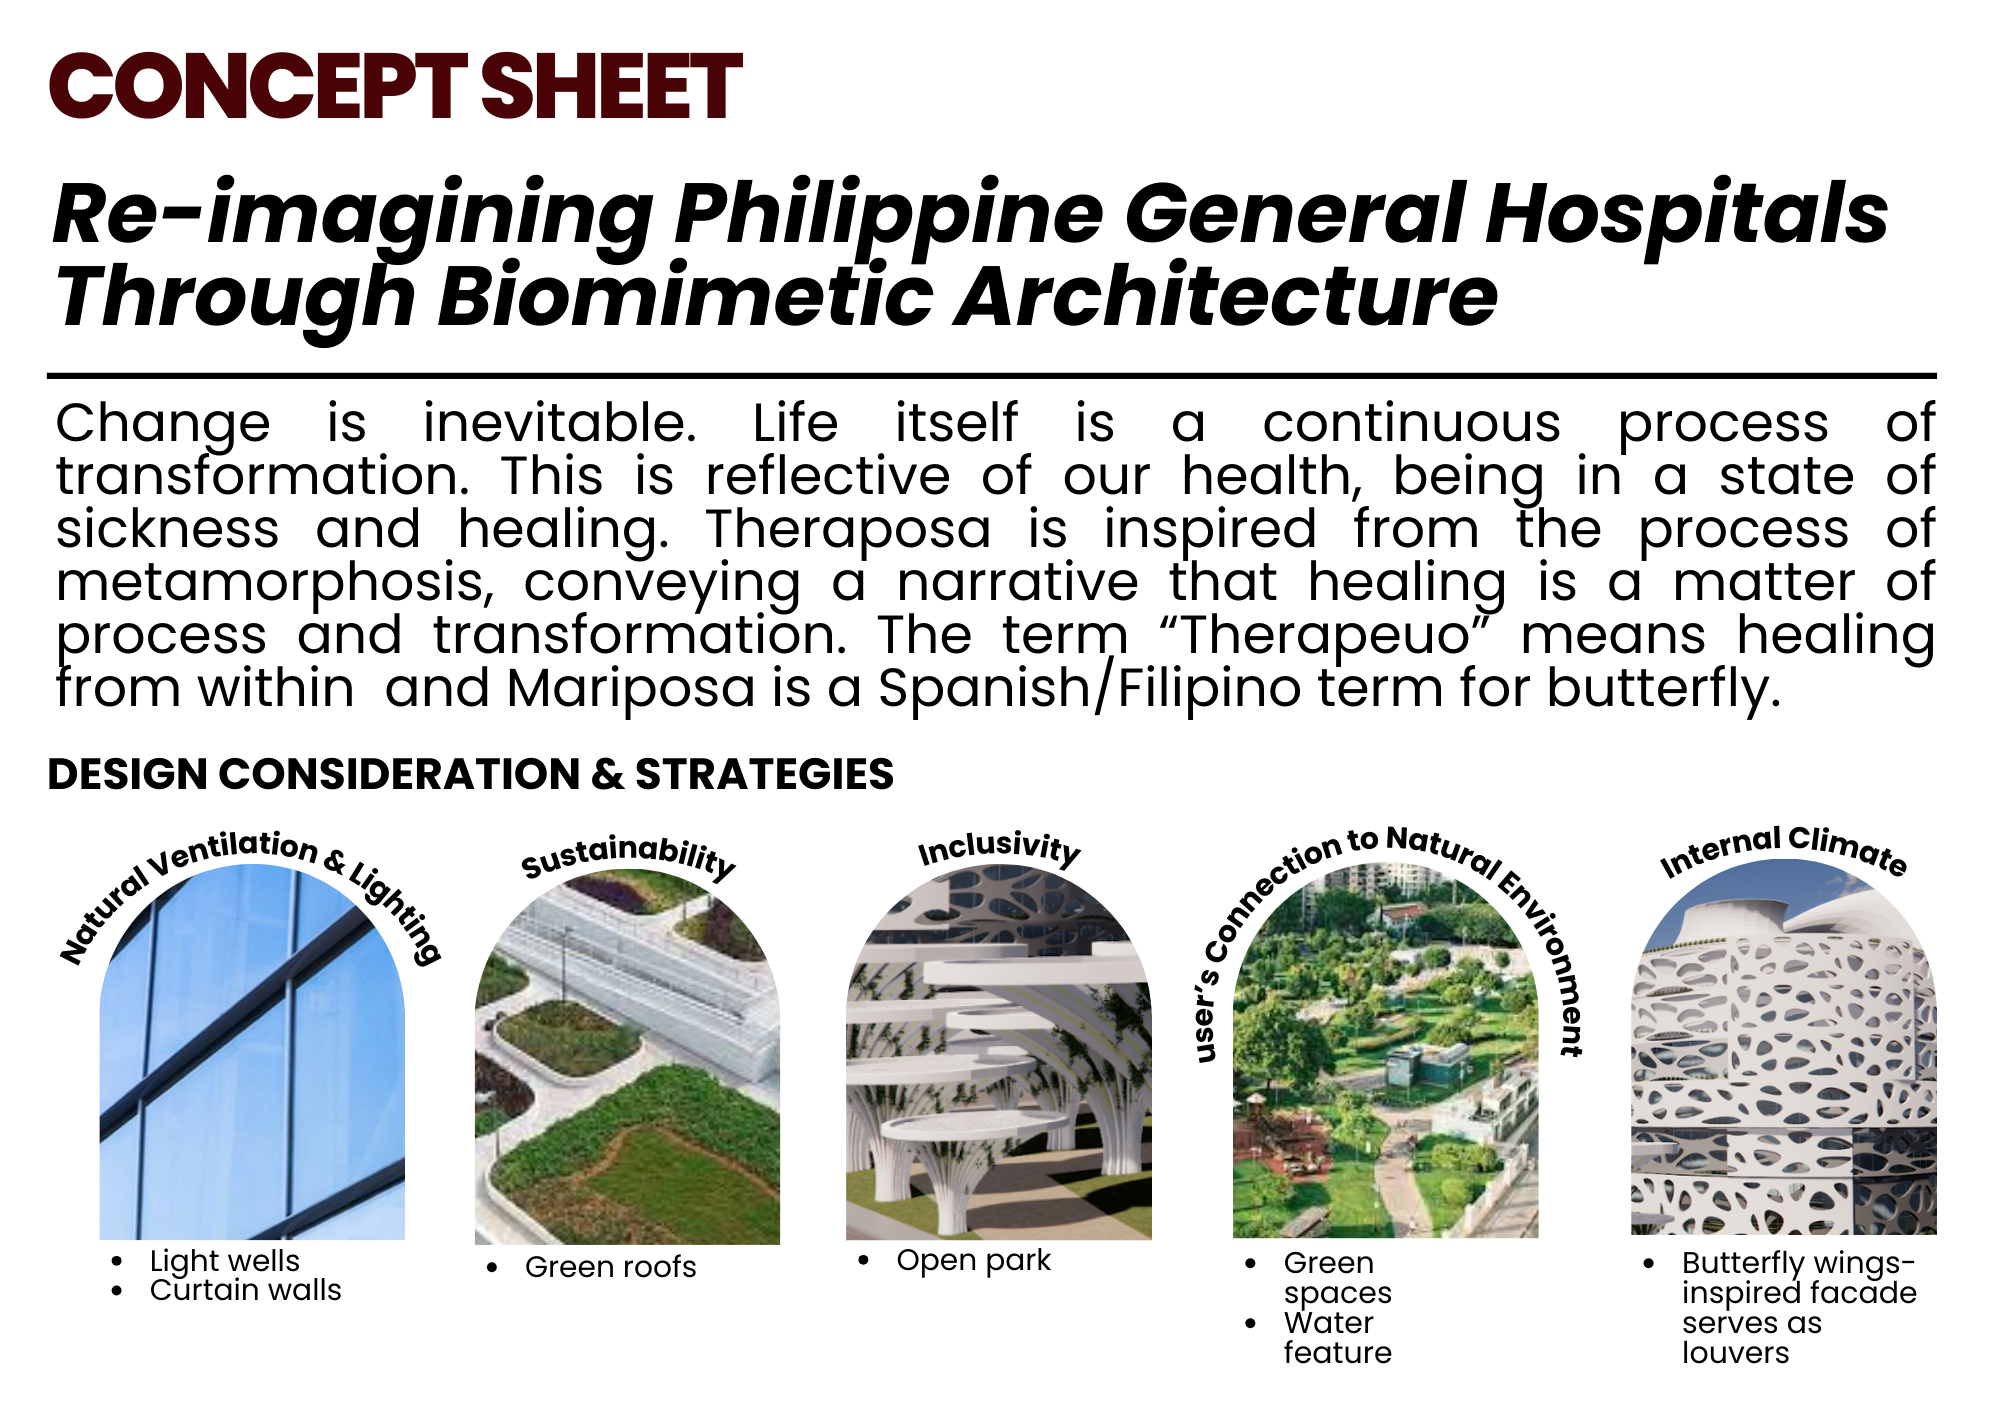 CONCEPT SHEET
Re-imagining Philippine General Hospitals
Through Biomimetic Architecture
Change is inevitable. Life itself is a continuous process of
transformation. This is reflective of our health, being in a state of
sickness and healing. Theraposa is inspired from the process of
metamorphosis, conveying a narrative that healing is a matter of
process and transformation. The term “Therapeuo” means healing
from within and Mariposa is a Spanish/Filipino term for butterfly.
DESIGN CONSIDERATION & STRATEGIES
Natural Ventilation & Lighting
• Light wells
• Curtain walls
Sustainability
• Green roofs
Inclusivity
• Open park
user’s Connection to Natural Environment
• Green
spaces
• Water
feature
Internal Climate
• Butterfly wings-
inspired facade
serves as
louvers